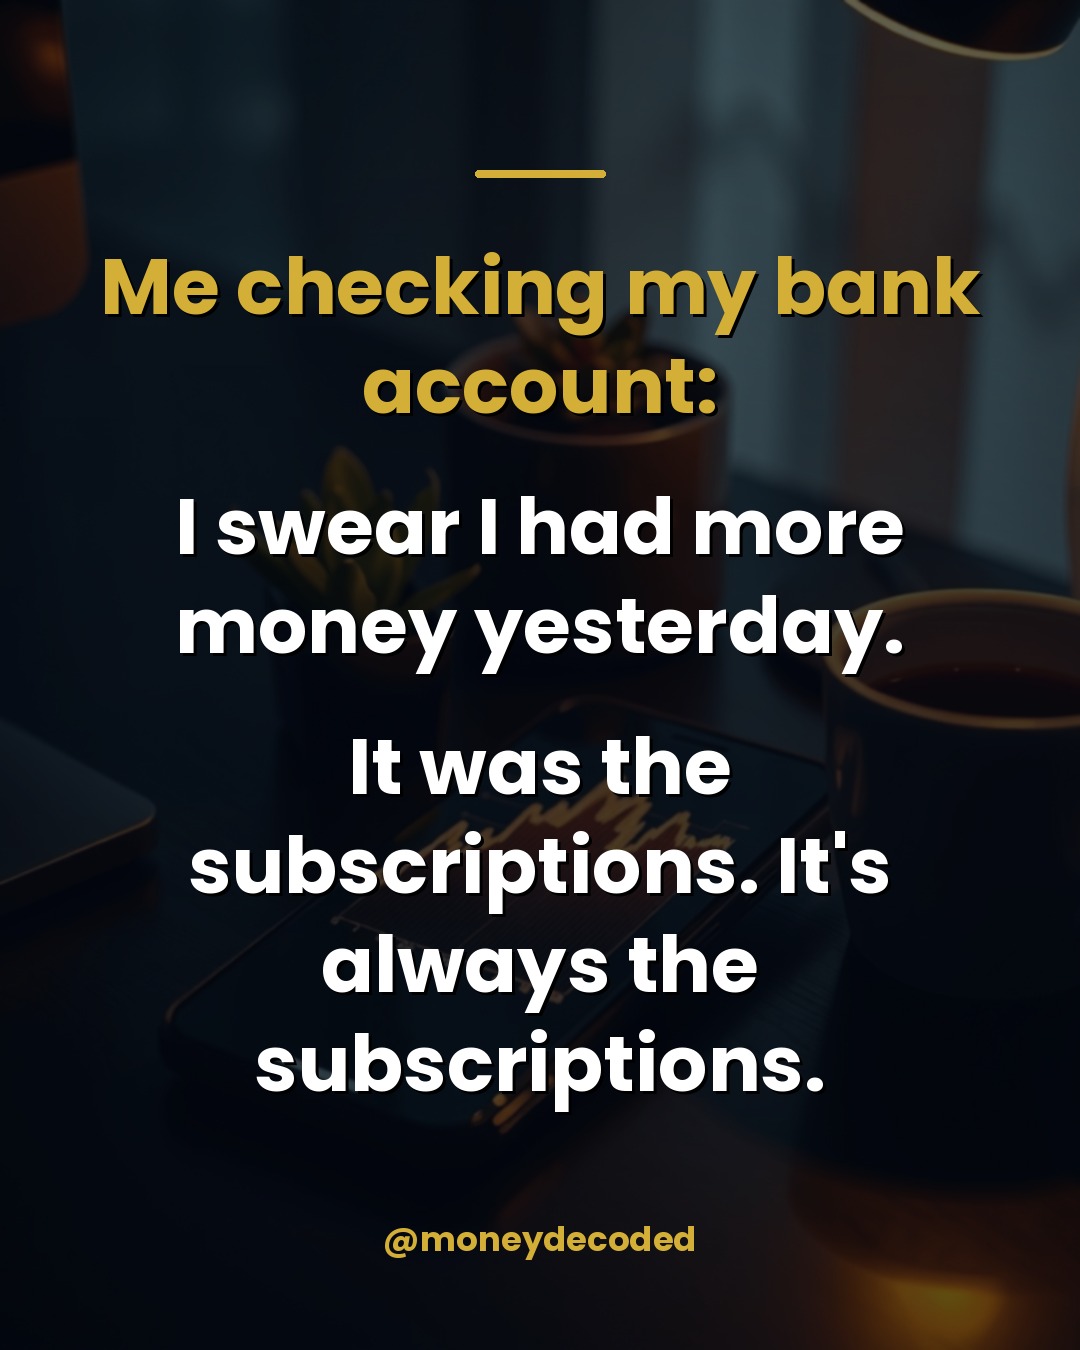 Me checking my bank
account:
I swear I had more
money yesterday.
It was the
subscriptions. It's
always the
subscriptions.
@moneydecoded